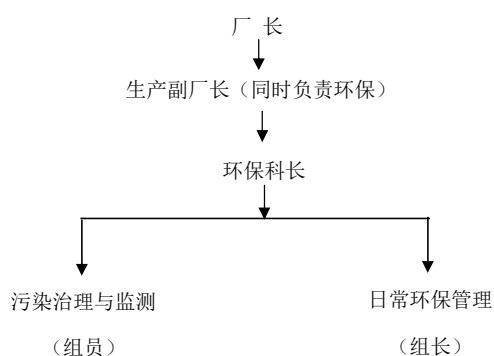 厂 长
生产副厂长（同时负责环保）
环保科长
污染治理与监测
日常环保管理
（组员）
（组长）